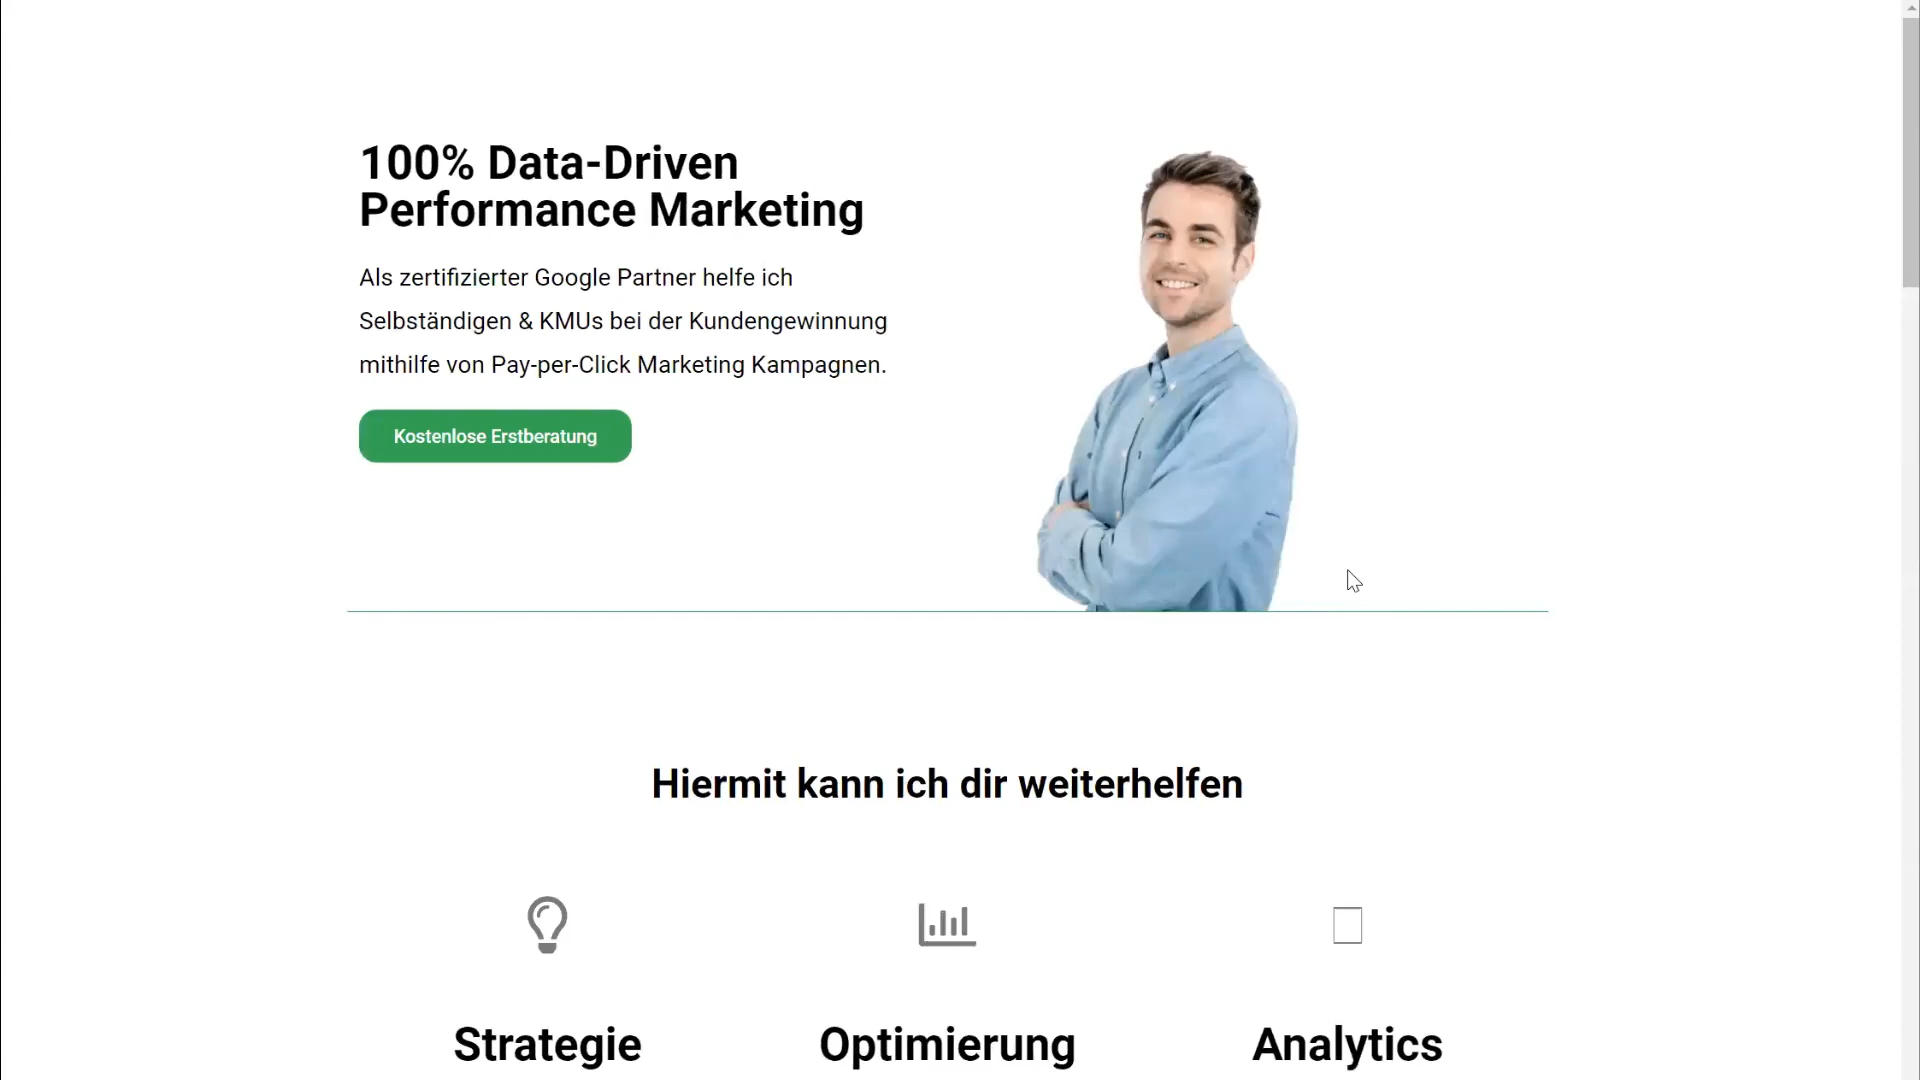 100% Data-Driven
Performance Marketing
Als zertifizierter Google Partner helfe ich
Selbständigen & KMUs bei der Kundengewinnung
mithilfe von Pay-per-Click Marketing Kampagnen.
Kostenlose Erstberatung
Hiermit kann ich dir weiterhelfen
Strategie
Optimierung
Analytics